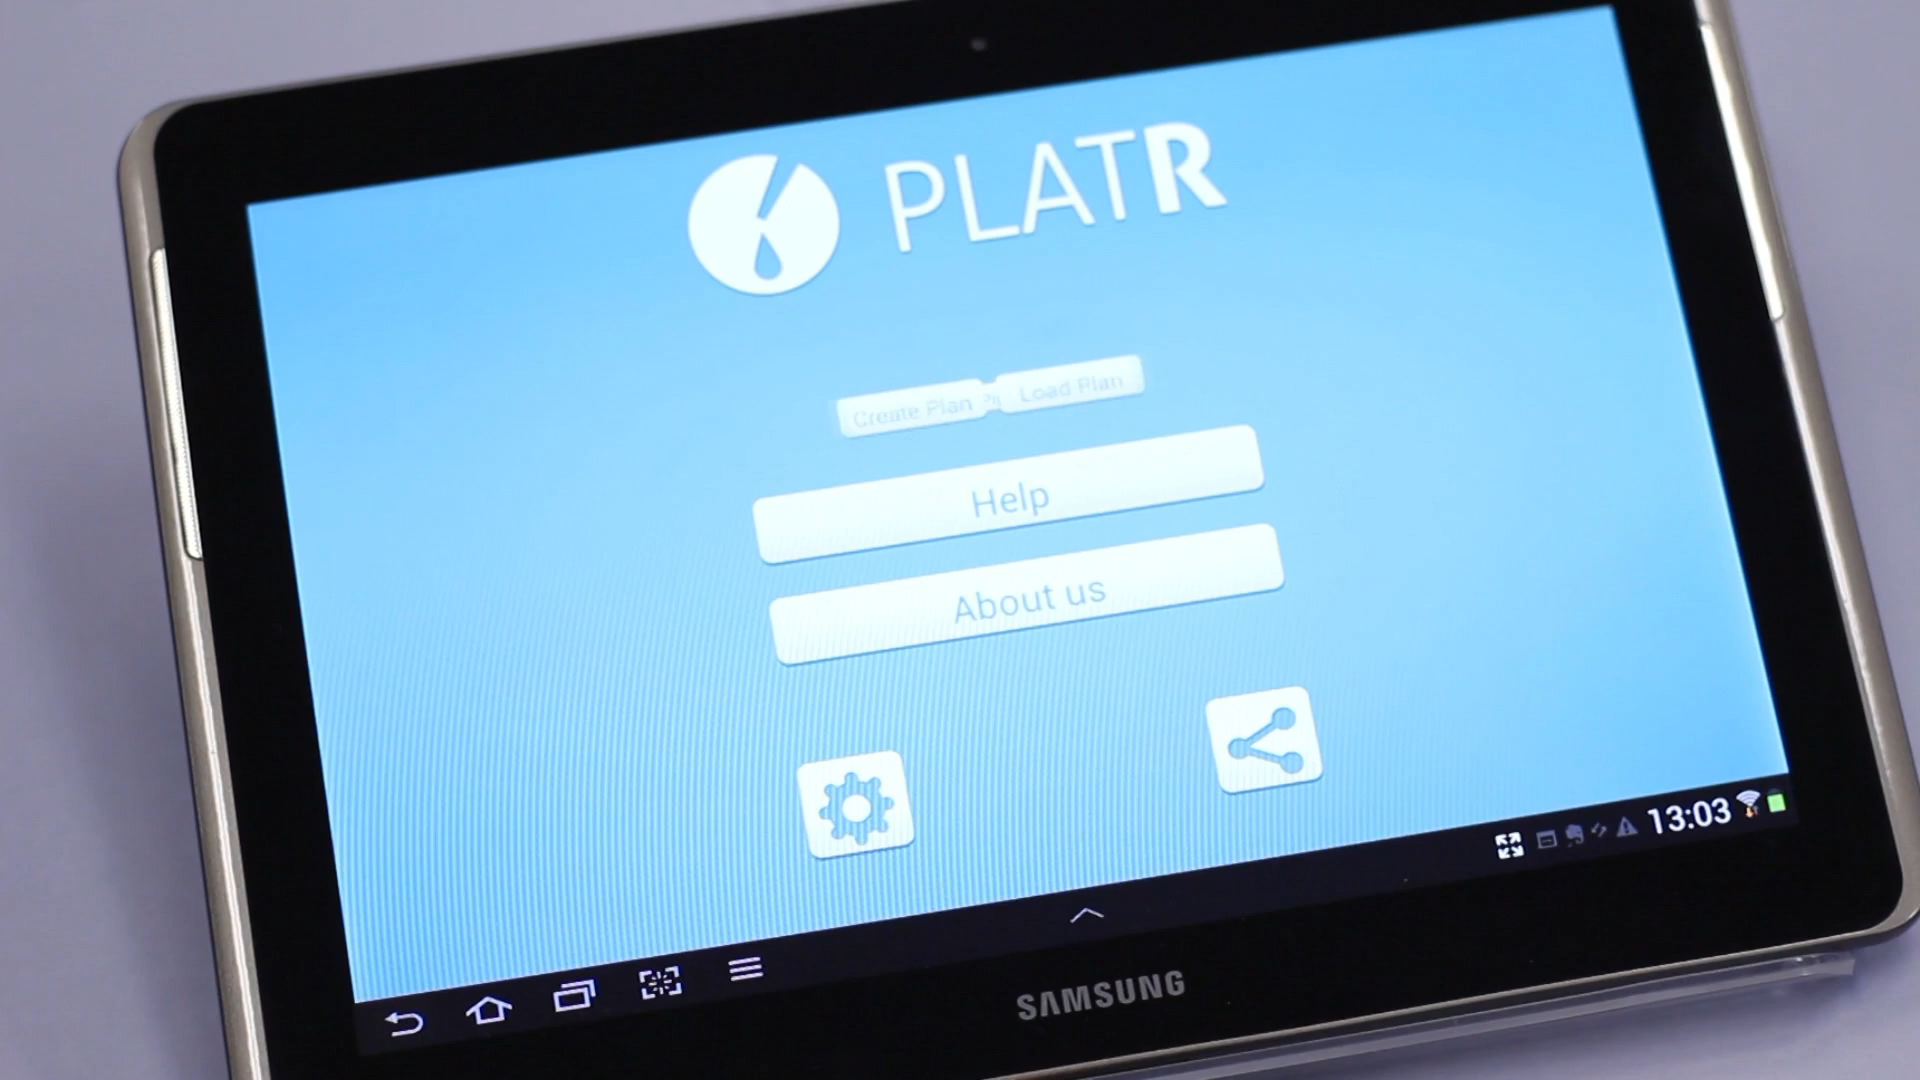 PLATR
Create Plan
Load Plan
Help
About us
13:03
SAMSUNG